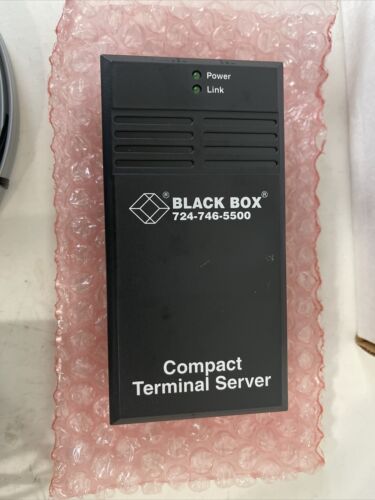 Power
Link
® BLACK BOX ®
724-746-5500
Compact
Terminal Server